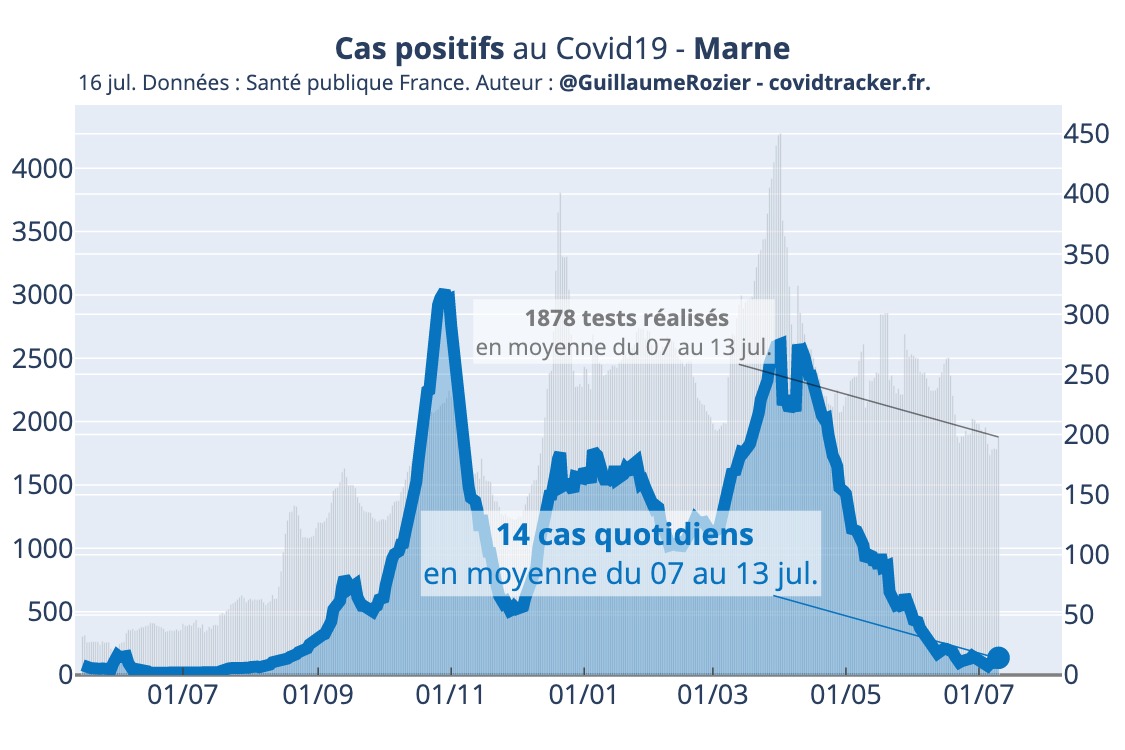 Cas positifs au Covid19 - Marne
16 jul. Données : Santé publique France. Auteur : @GuillaumeRozier - covidtracker.fr.
450
4000
400
3500
350
3000
300
1878 tests réalisés
en moyenne du 07 au 13 jul.
2500
250
2000
200
1500
150
14 cas quotidiens
1000
100
en moyenne du 07 au 13 jul.
500
50
0
0
01/07 01/09 01/11 01/01 01/03 01/05 01/07